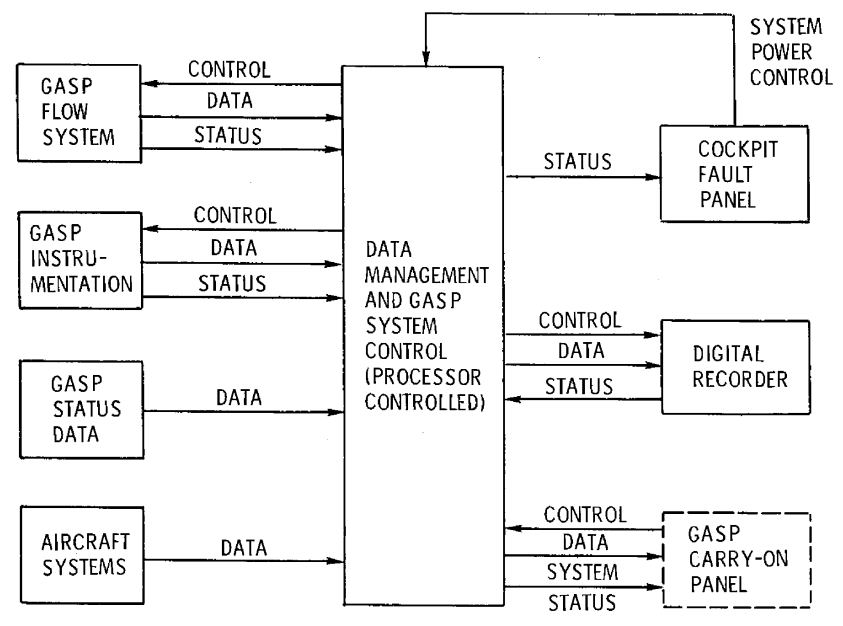 SYSTEM
POWER
CONTROL
GASP
FLOW
SYSTEM
CONTROL
DATA
STATUS
STATUS
COCKPIT
FAULT
PANEL
GASP
INSTRU-
MENTATION
CONTROL
DATA
STATUS
DATA
MANAGEMENT
AND GASP
SYSTEM
CONTROL
(PROCESSOR
CONTROLLED)
CONTROL
DATA
STATUS
DIGITAL
RECORDER
GASP
STATUS
DATA
DATA
AIRCRAFT
SYSTEMS
DATA
CONTROL
DATA
SYSTEM
STATUS
GASP
CARRY-ON
PANEL